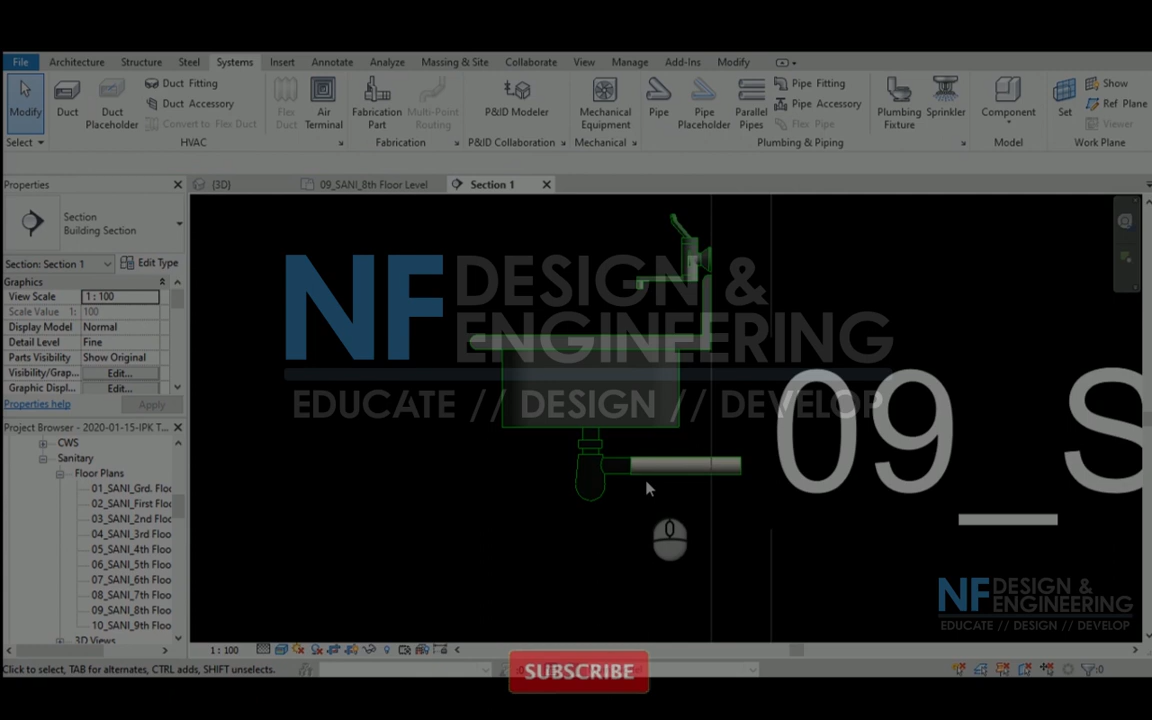 File Architecture Structure Steel Systems Insert Annotate Analyze Massing & Site Collaborate View Manage Add-Ins Modify
Modify
Select
Duct
Duct Placeholder
Duct Fitting
Duct Accessory
Convert to Flex Duct
HVAC
Flex Duct
Air Terminal
Fabrication Part
Multi-Point Routing
Fabrication
P&ID Modeler
P&ID Collaboration
Mechanical Equipment
Mechanical
Pipe
Pipe Placeholder
Parallel Pipes
Pipe Fitting
Pipe Accessory
Flex Pipe
Plumbing Fixture
Sprinkler
Plumbing & Piping
Component
Model
Set
Show
Ref Plane
Viewer
Work Plane
Properties
Section
Building Section
Section: Section 1
Edit Type
Graphics
View Scale 1 : 100
Scale Value 1: 100
Display Model Normal
Detail Level Fine
Parts Visibility Show Original
Visibility/Grap... Edit...
Graphic Displ... Edit...
Properties help
Apply
Project Browser - 2020-01-15-IPK T...
CWS
Sanitary
Floor Plans
01_SANI_Grd. Floo
02_SANI_First Floo
03_SANI_2nd Floo
04_SANI_3rd Floo
05_SANI_4th Floo
06_SANI_5th Floo
07_SANI_6th Floo
08_SANI_7th Floo
09_SANI_8th Floo
10_SANI_9th Floo
3D Views
{3D}
09_SANI_8th Floor Level
Section 1
NF DESIGN & ENGINEERING
EDUCATE // DESIGN // DEVELOP
09_S
0
NF DESIGN & ENGINEERING
EDUCATE // DESIGN // DEVELOP
1 : 100
Click to select, TAB for alternates, CTRL adds, SHIFT unselects.
SUBSCRIBE
:0